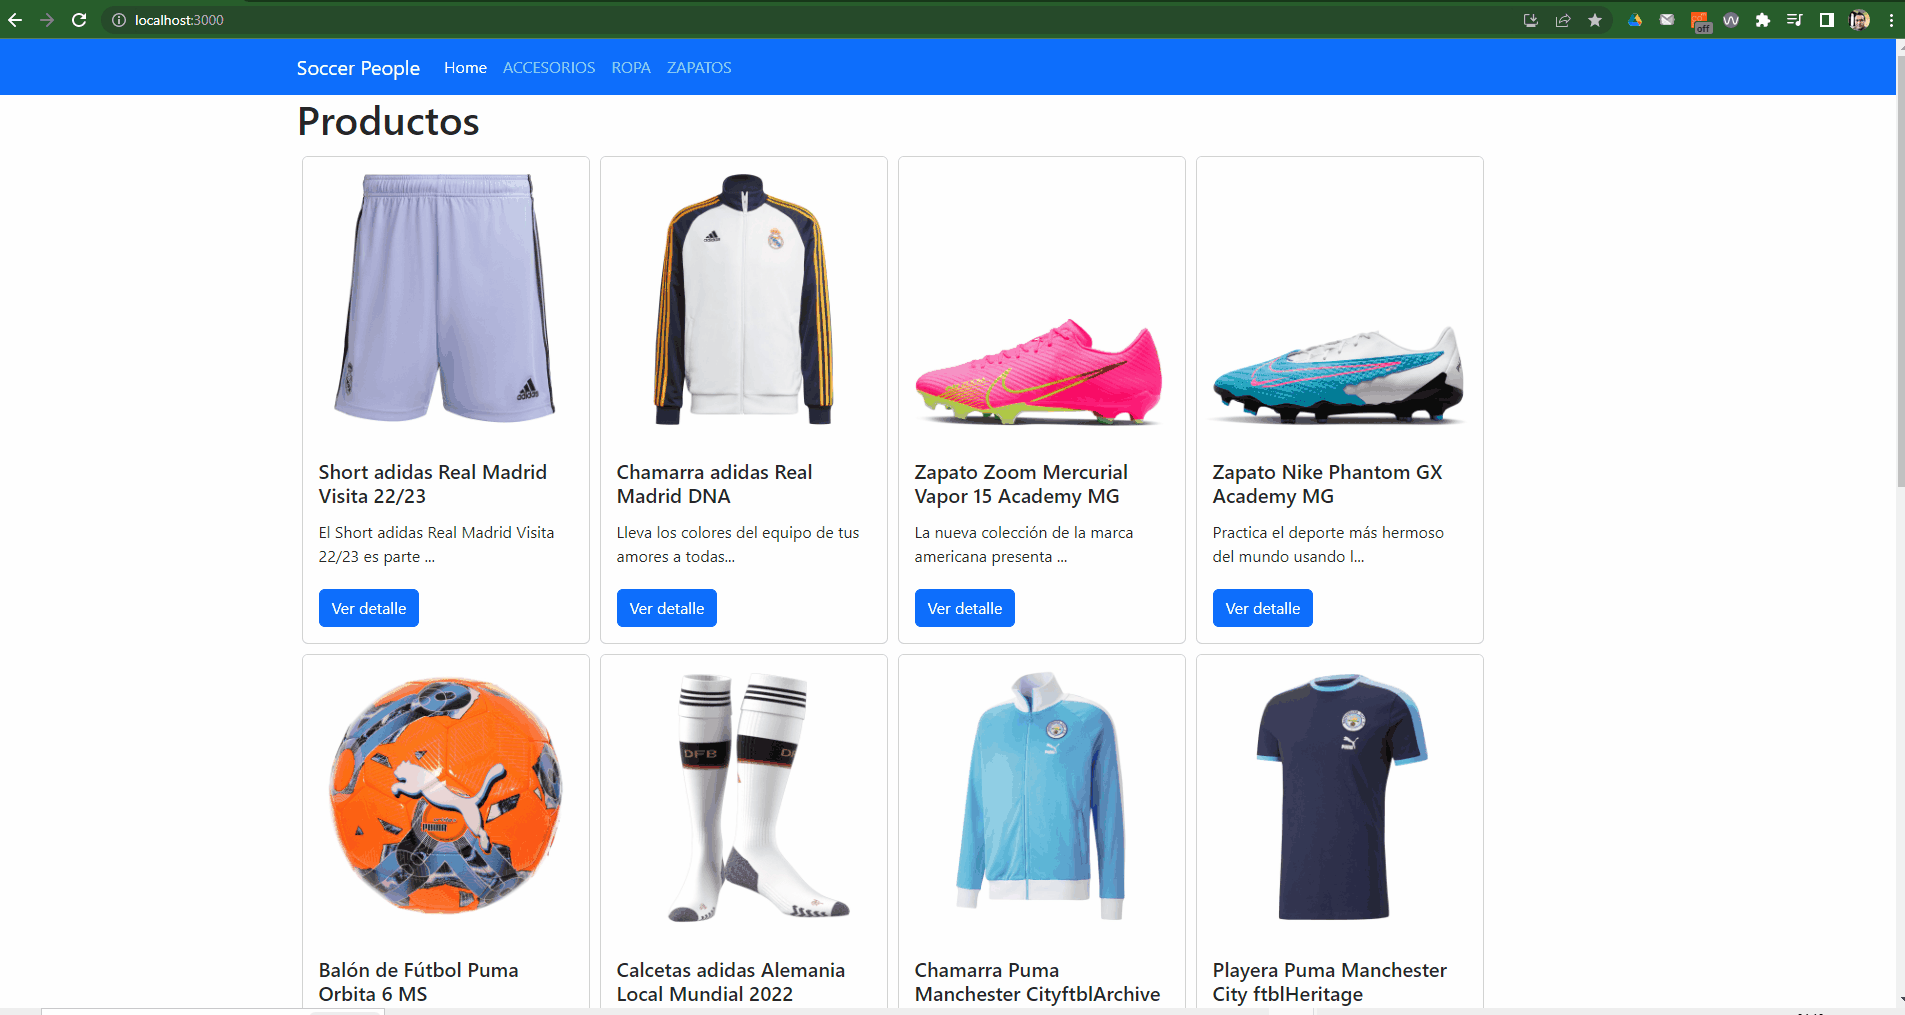 localhost:3000
off
Soccer People Home ACCESORIOS ROPA ZAPATOS
Productos
adidas
adidas
Short adidas Real Madrid
Visita 22/23
El Short adidas Real Madrid Visita
22/23 es parte ...
Ver detalle
Chamarra adidas Real
Madrid DNA
Lleva los colores del equipo de tus
amores a todas...
Ver detalle
Zapato Zoom Mercurial
Vapor 15 Academy MG
La nueva colección de la marca
americana presenta ...
Ver detalle
Zapato Nike Phantom GX
Academy MG
Practica el deporte más hermoso
del mundo usando l...
Ver detalle
PUMA
DFB
Balón de Fútbol Puma
Orbita 6 MS
Calcetas adidas Alemania
Local Mundial 2022
Chamarra Puma
Manchester CityftblArchive
Playera Puma Manchester
City ftblHeritage